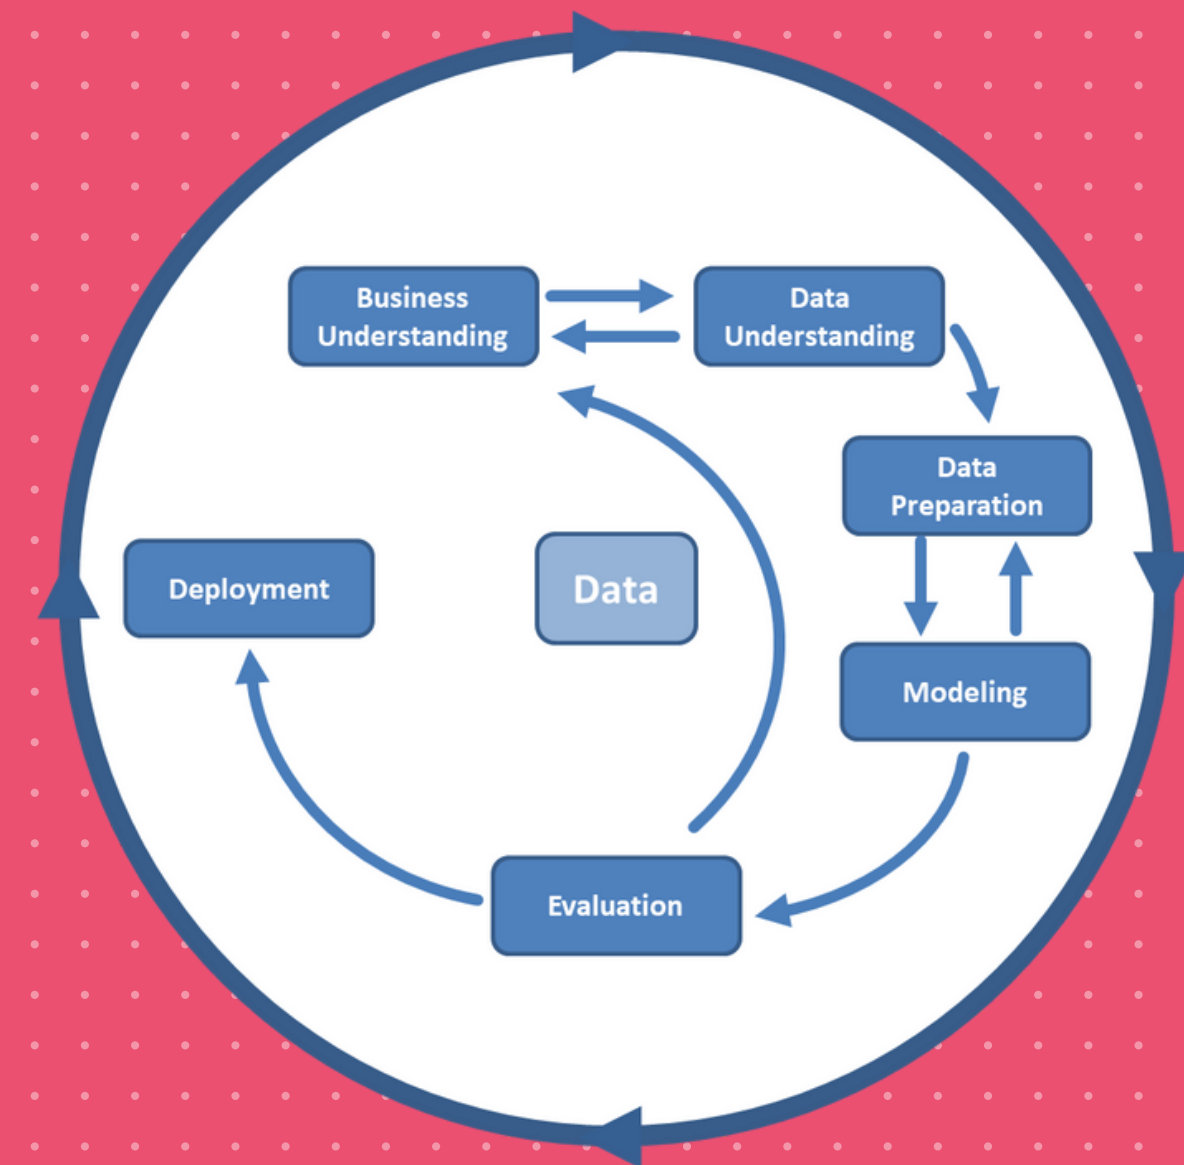 Business
Understanding
Data
Understanding
Data
Preparation
Deployment
Data
Modeling
Evaluation